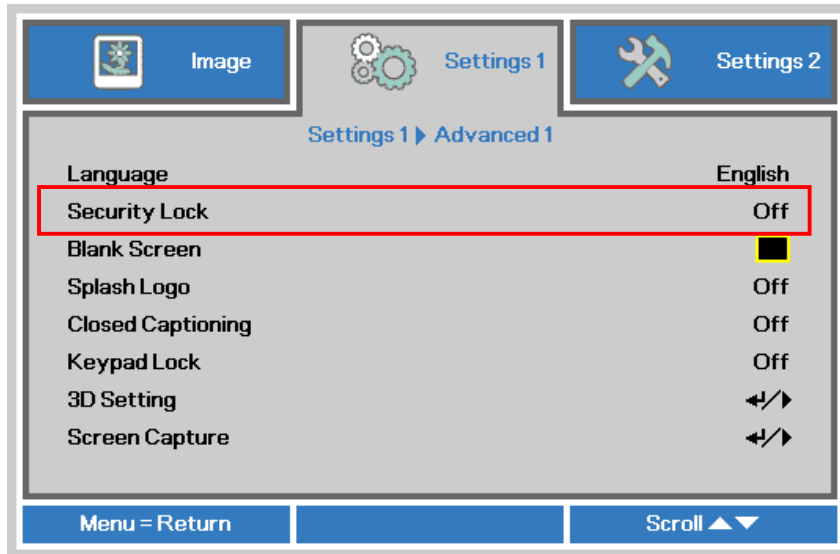 Image Settings 1 Settings 2
Settings 1 Advanced 1
Language English
Security Lock Off
Blank Screen
Splash Logo Off
Closed Captioning Off
Keypad Lock Off
3D Setting
Screen Capture
Menu = Return Scroll